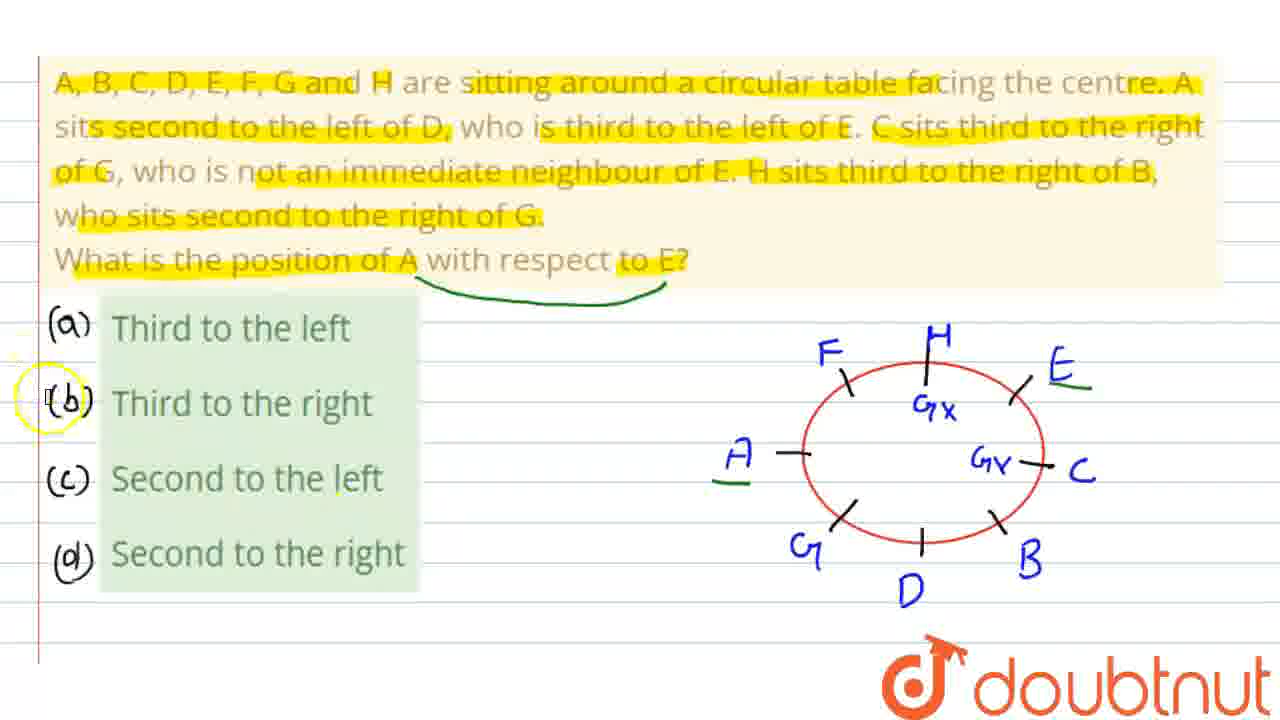 A, B, C, D, E, F, G and H are sitting around a circular table facing the centre. A
sits second to the left of D, who is third to the left of E. C sits third to the right
of G, who is not an immediate neighbour of E. H sits third to the right of B,
who sits second to the right of G.
What is the position of A with respect to E?
(a) Third to the left
(b) Third to the right
(c) Second to the left
(d) Second to the right
H
F
E
Gx
A
Gx
C
G
B
D
doubtnut